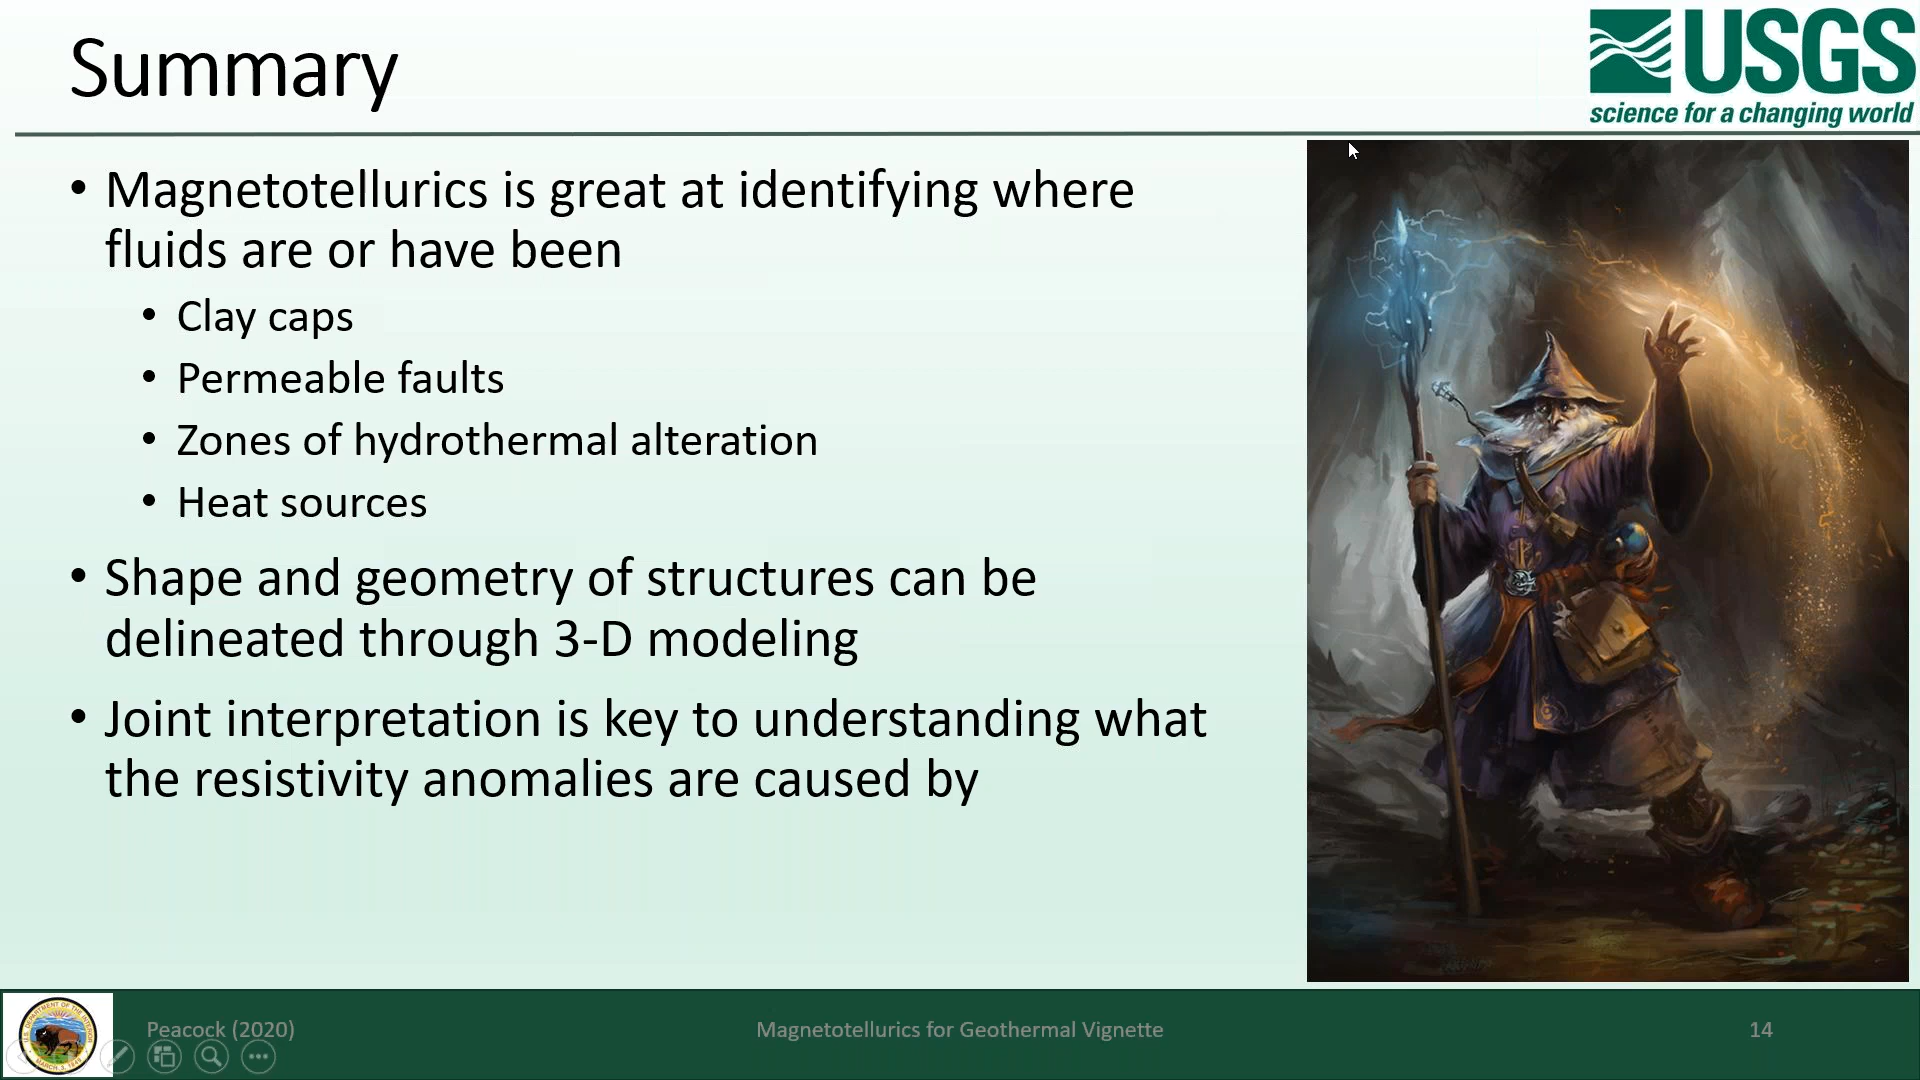 Summary
USGS
science for a changing world
• Magnetotellurics is great at identifying where
fluids are or have been
• Clay caps
• Permeable faults
• Zones of hydrothermal alteration
• Heat sources
• Shape and geometry of structures can be
delineated through 3-D modeling
• Joint interpretation is key to understanding what
the resistivity anomalies are caused by
Peacock (2020)
Magnetotellurics for Geothermal Vignette
14